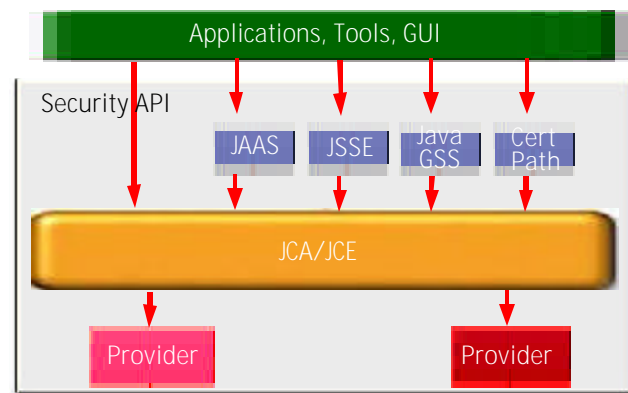 Applications, Tools, GUI
Security API
JAAS
JSSE
Java
GSS
Cert
Path
JCA/JCE
Provider
Provider